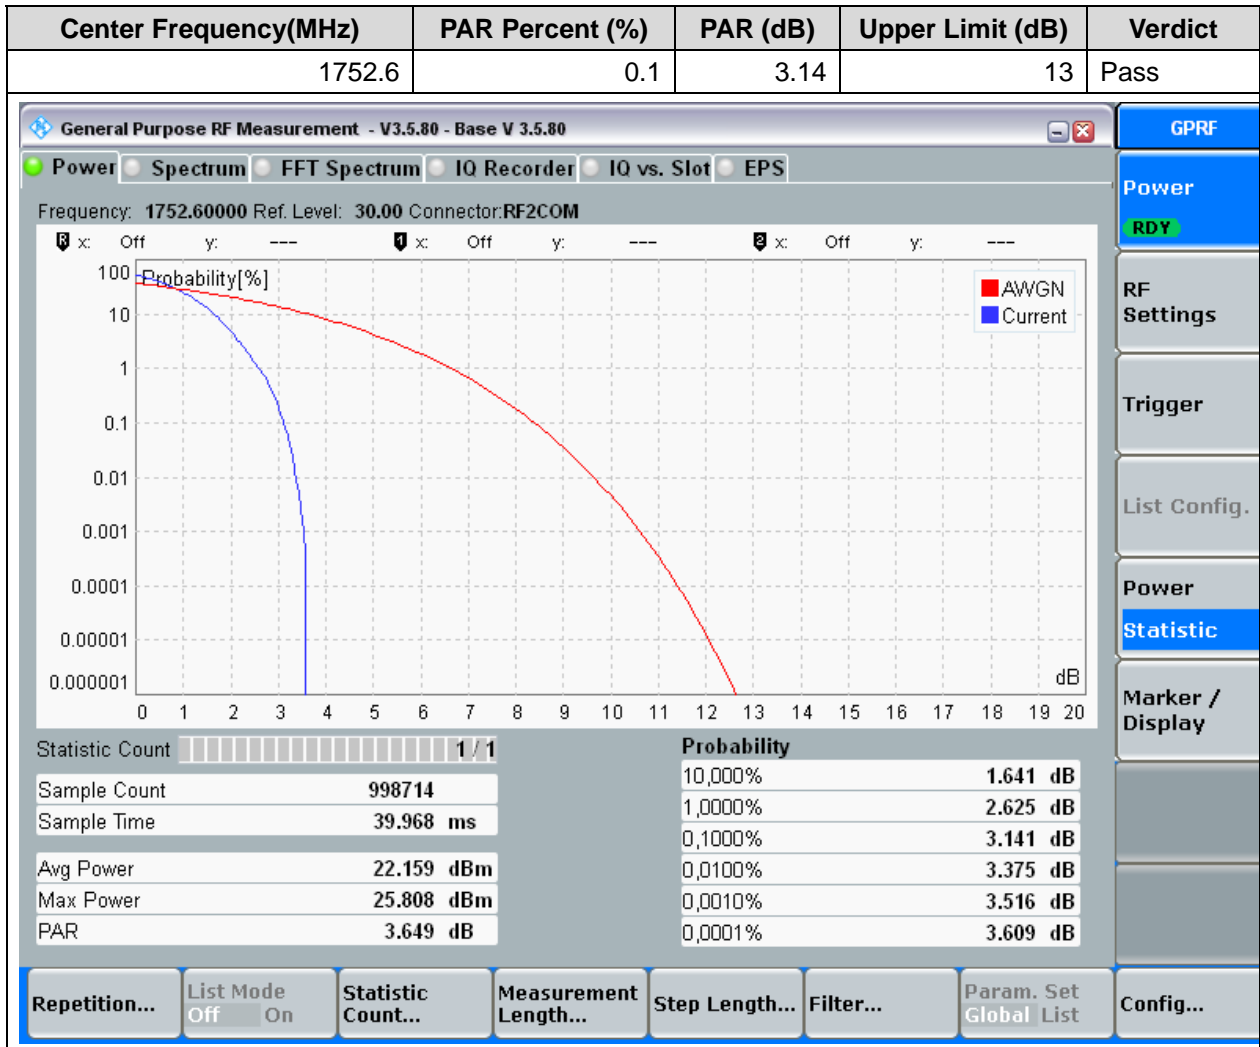 Center Frequency(MHz) PAR Percent (%) PAR (dB) Upper Limit (dB) Verdict
1752.6 0.1 3.14 13 Pass
General Purpose RF Measurement - V3.5.80 - Base V 3.5.80
GPRF
Power Spectrum FFT Spectrum IQ Recorder IQ vs. Slot EPS
Frequency: 1752.60000 Ref. Level: 30.00 Connector:RF2COM
R x: Off y: --- 1 x: Off y: --- 2 x: Off y: ---
Probability[%]
100
10
1
0.1
0.01
0.001
0.0001
0.00001
0.000001
AWGN
Current
dB
0 1 2 3 4 5 6 7 8 9 10 11 12 13 14 15 16 17 18 19 20
Statistic Count 1 / 1
Sample Count 998714
Sample Time 39.968 ms
Avg Power 22.159 dBm
Max Power 25.808 dBm
PAR 3.649 dB
Probability
10,000% 1.641 dB
1,0000% 2.625 dB
0,1000% 3.141 dB
0,0100% 3.375 dB
0,0010% 3.516 dB
0,0001% 3.609 dB
Power
RDY
RF
Settings
Trigger
List Config.
Power
Statistic
Marker /
Display
Repetition...
List Mode
Off On
Statistic
Count...
Measurement
Length...
Step Length...
Filter...
Param. Set
Global List
Config...